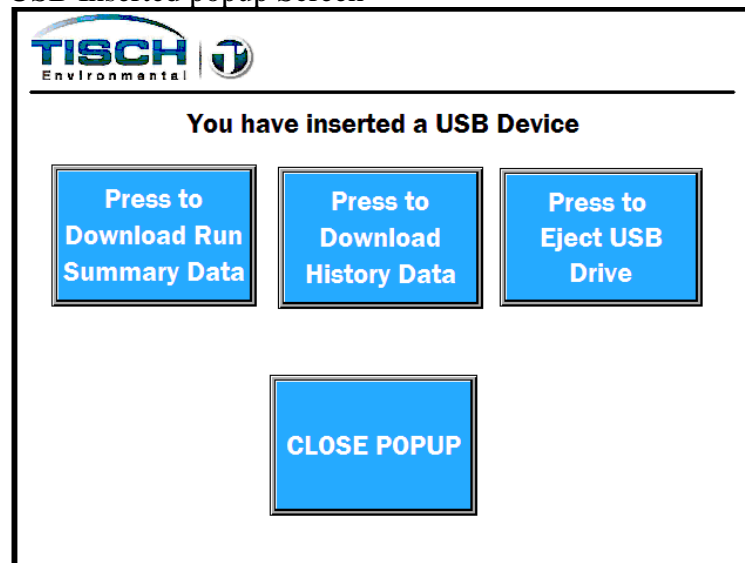 USB Inserted popup Screen
TISCH
Environmental
You have inserted a USB Device
Press to
Download Run
Summary Data
Press to
Download
History Data
Press to
Eject USB
Drive
CLOSE POPUP